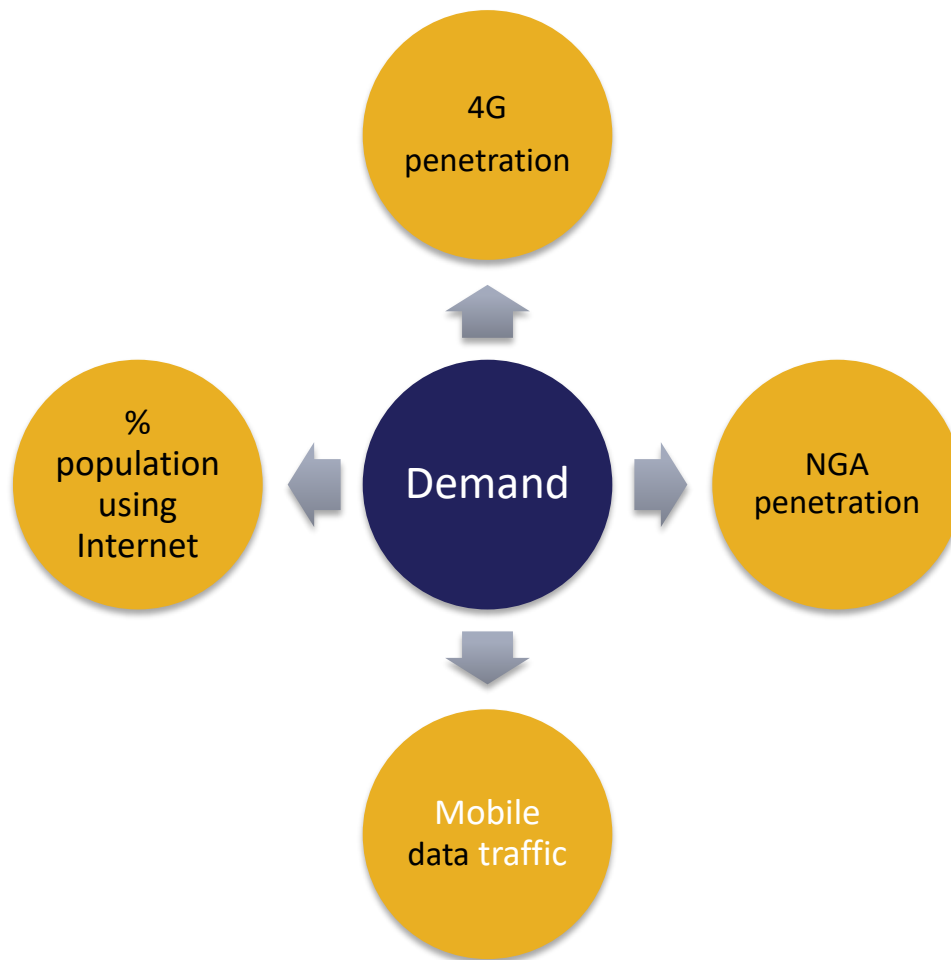 4G
penetration
%
population
using
Internet
Demand
NGA
penetration
Mobile
data traffic